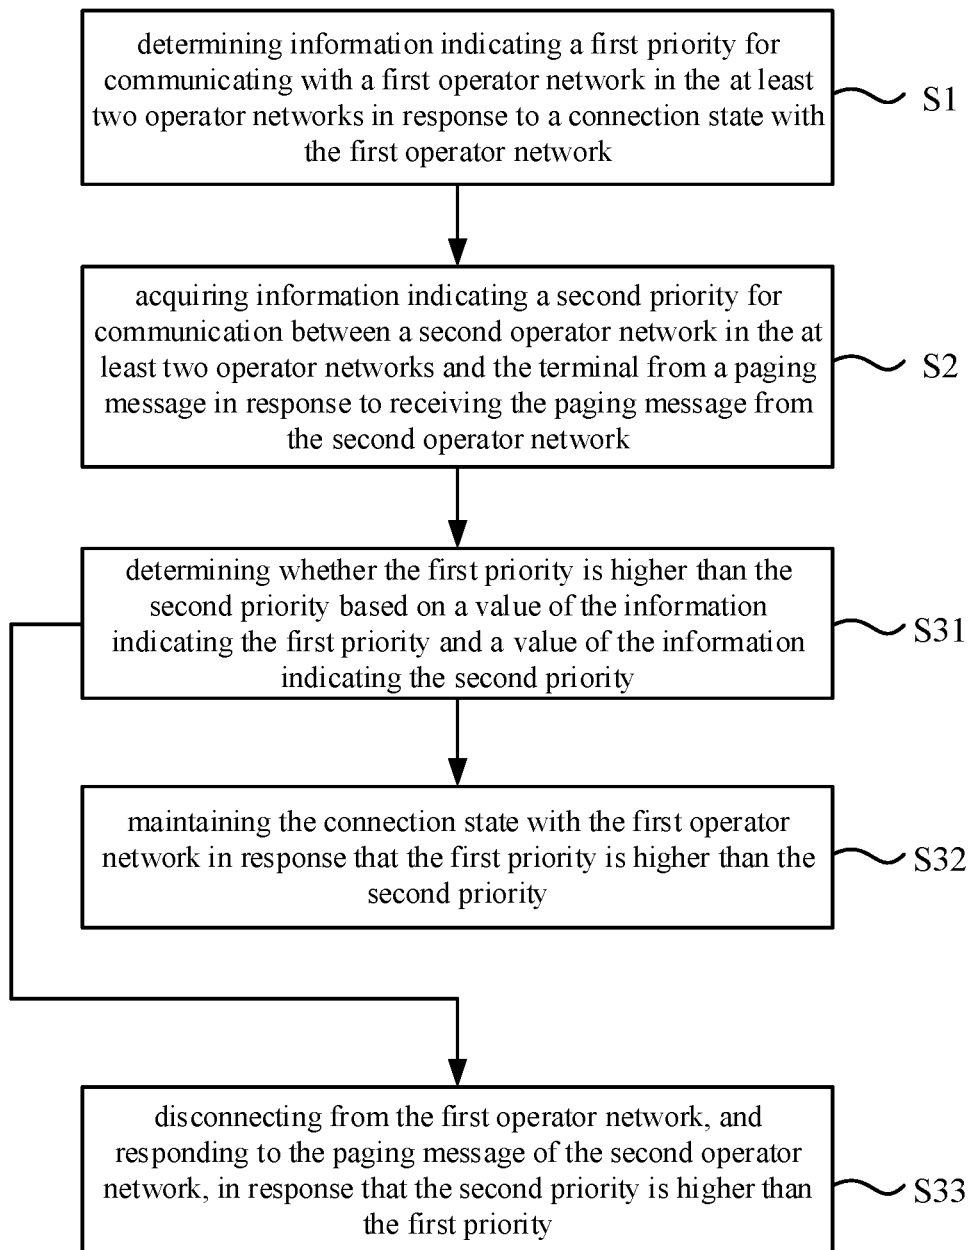 determining information indicating a first priority for
communicating with a first operator network in the at least
two operator networks in response to a connection state with
the first operator network
S1
acquiring information indicating a second priority for
communication between a second operator network in the at
least two operator networks and the terminal from a paging
message in response to receiving the paging message from
the second operator network
S2
determining whether the first priority is higher than the
second priority based on a value of the information
indicating the first priority and a value of the information
indicating the second priority
S31
maintaining the connection state with the first operator
network in response that the first priority is higher than the
second priority
S32
disconnecting from the first operator network, and
responding to the paging message of the second operator
network, in response that the second priority is higher than
the first priority
S33